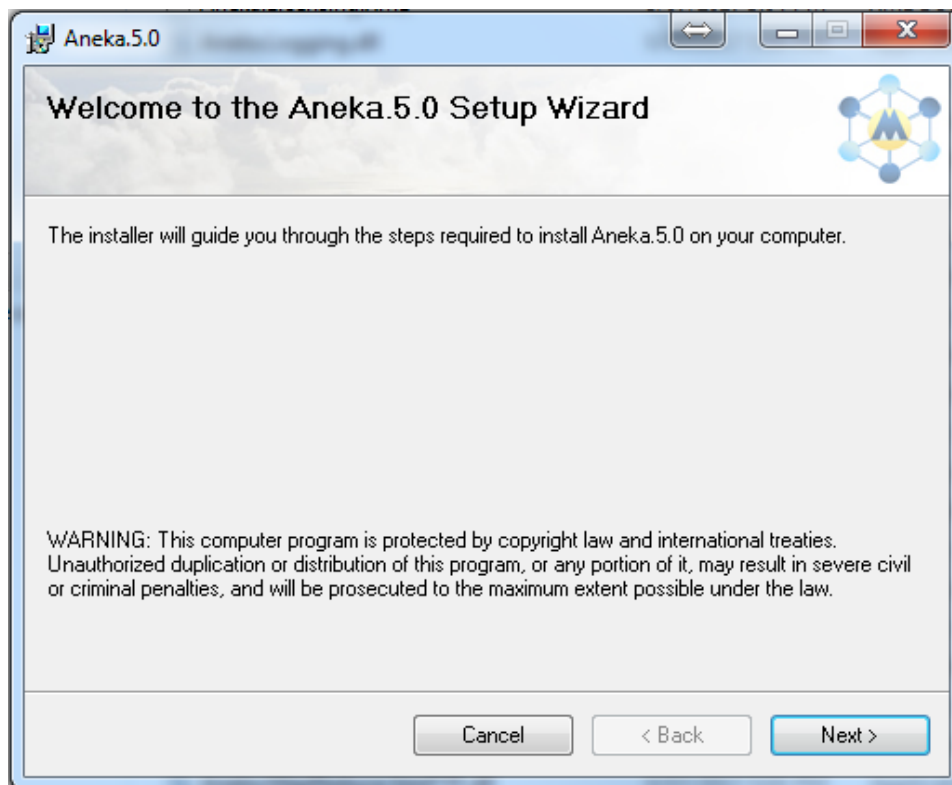 Aneka.5.0
Welcome to the Aneka.5.0 Setup Wizard
The installer will guide you through the steps required to install Aneka.5.0 on your computer.
WARNING: This computer program is protected by copyright law and international treaties.
Unauthorized duplication or distribution of this program, or any portion of it, may result in severe civil
or criminal penalties, and will be prosecuted to the maximum extent possible under the law.
Cancel
< Back
Next >